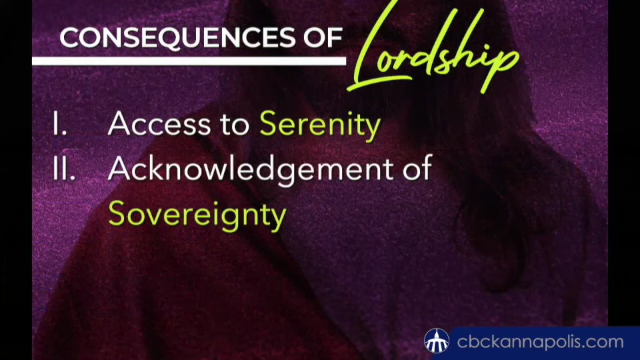 CONSEQUENCES OF Lordship
I. Access to Serenity
II. Acknowledgement of
Sovereignty
cbckannapolis.com